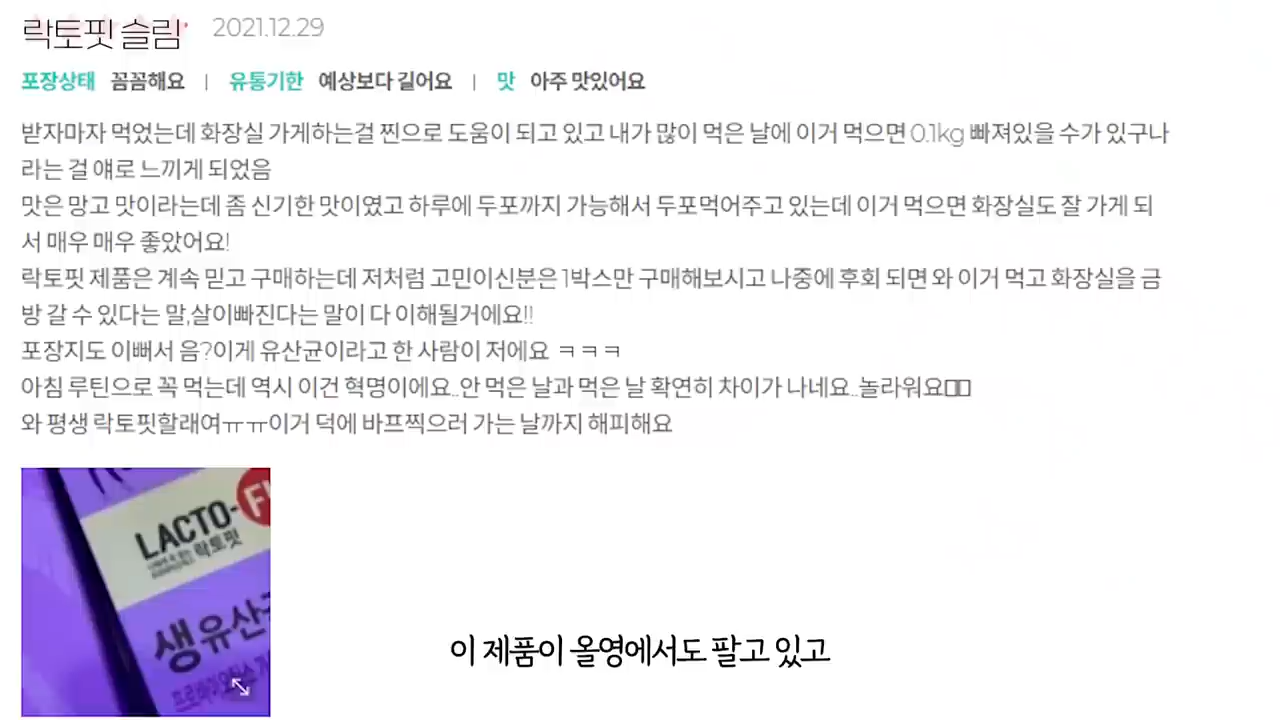 락토핏 슬림 2021.12.29
포장상태 꼼꼼해요 | 유통기한 예상보다 길어요 | 맛 아주 맛있어요
받자마자 먹었는데 화장실 가게하는걸 찐으로 도움이 되고 있고 내가 많이 먹은 날에 이거 먹으면 0.1kg 빠져있을 수가 있구나
라는 걸 얘로 느끼게 되었음
맛은 망고 맛이라는데 좀 신기한 맛이였고 하루에 두포까지 가능해서 두포먹어주고 있는데 이거 먹으면 화장실도 잘 가게 되
서 매우 매우 좋았어요!
락토핏 제품은 계속 믿고 구매하는데 저처럼 고민이신분은 1박스만 구매해보시고 나중에 후회 되면 와 이거 먹고 화장실을 금
방 갈 수 있다는 말,살이빠진다는 말이 다 이해될거에요!!
포장지도 이뻐서 음?이게 유산균이라고 한 사람이 저에요 ㅋㅋㅋ
아침 루틴으로 꼭 먹는데 역시 이건 혁명이에요..안 먹은 날과 먹은 날 확연히 차이가 나네요..놀라워요□□
와 평생 락토핏할래여ㅠㅠ이거 덕에 바프찍으러 가는 날까지 해피해요
LACTO-FI
락토핏
생유산
이 제품이 올영에서도 팔고 있고